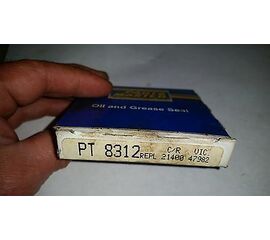 Oil and Grease Seal
C/R VIC
PT 8312 REPL 21400 47982